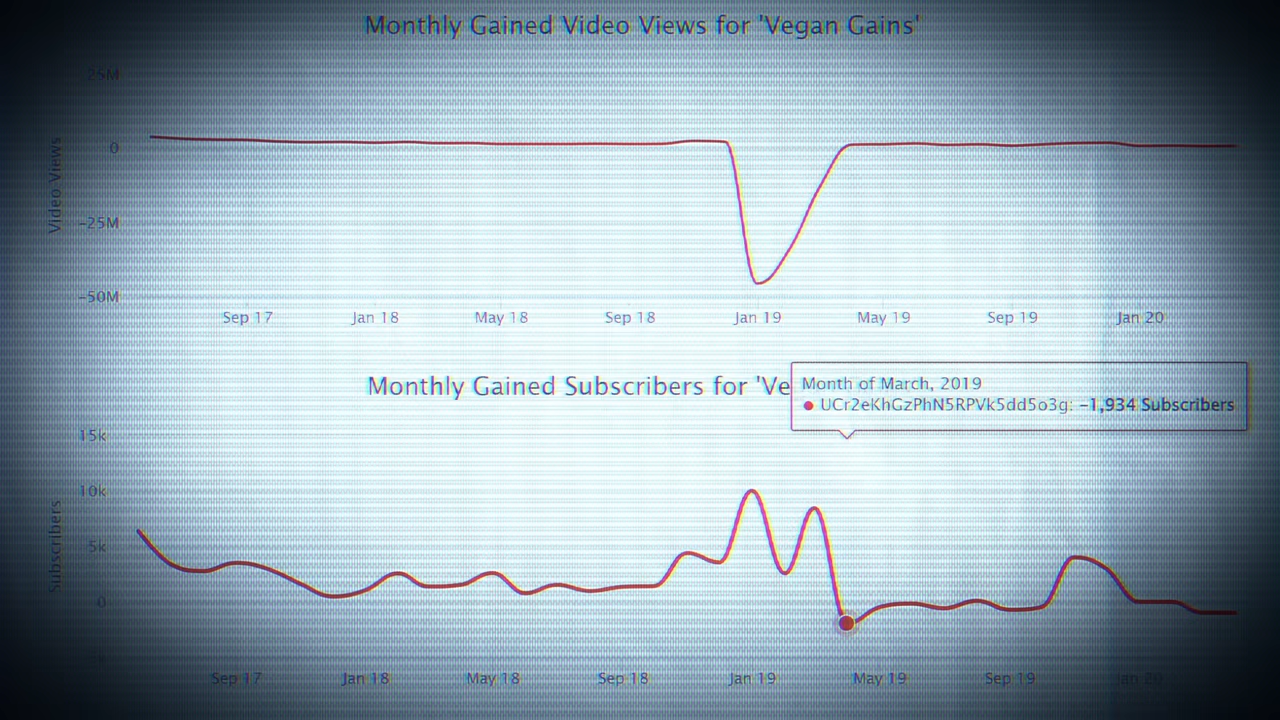 Monthly Gained Video Views for 'Vegan Gains'
25M
0
-25M
-50M
Video Views
Sep 17 Jan 18 May 18 Sep 18 Jan 19 May 19 Sep 19 Jan 20
Monthly Gained Subscribers for 'Ve
Month of March, 2019
UCr2eKhGzPhN5RPVk5dd5o3g: -1,934 Subscribers
15k
10k
5k
0
Subscribers
Sep 17 Jan 18 May 18 Sep 18 Jan 19 May 19 Sep 19 Jan 20